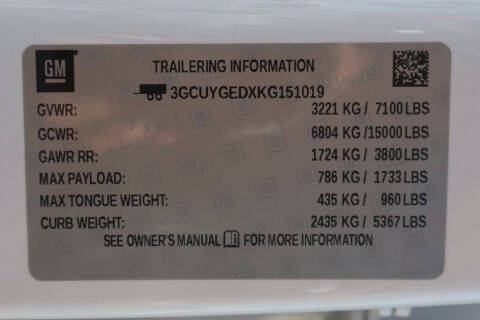 GM
TRAILERING INFORMATION
3GCUYGEDXKG151019
GVWR: 3221 KG / 7100 LBS
GCWR: 6804 KG /15000 LBS
GAWR RR: 1724 KG / 3800 LBS
MAX PAYLOAD: 786 KG / 1733 LBS
MAX TONGUE WEIGHT: 435 KG / 960 LBS
CURB WEIGHT: 2435 KG / 5367 LBS
SEE OWNER'S MANUAL FOR MORE INFORMATION